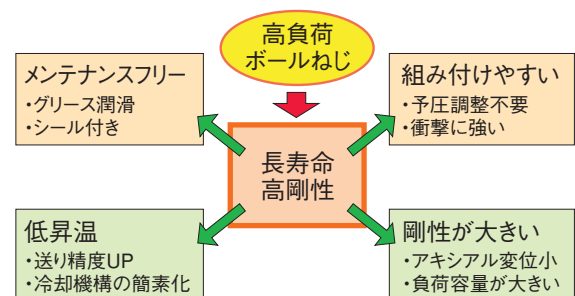 高負荷
ボールねじ
メンテナンスフリー
・グリース潤滑
・シール付き
組み付けやすい
・予圧調整不要
・衝撃に強い
長寿命
高剛性
低昇温
・送り精度UP
・冷却機構の簡素化
剛性が大きい
・アキシアル変位小
・負荷容量が大きい